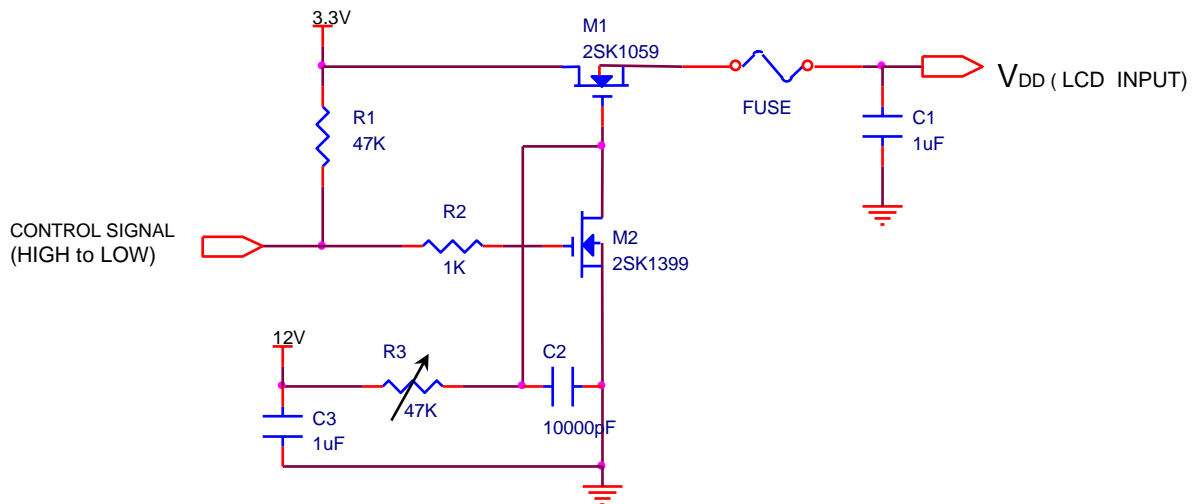 3.3V
M1
2SK1059
FUSE
VDD ( LCD INPUT)
R1
47K
C1
1uF
CONTROL SIGNAL
(HIGH to LOW)
R2
1K
M2
2SK1399
12V
R3
47K
C2
10000pF
C3
1uF